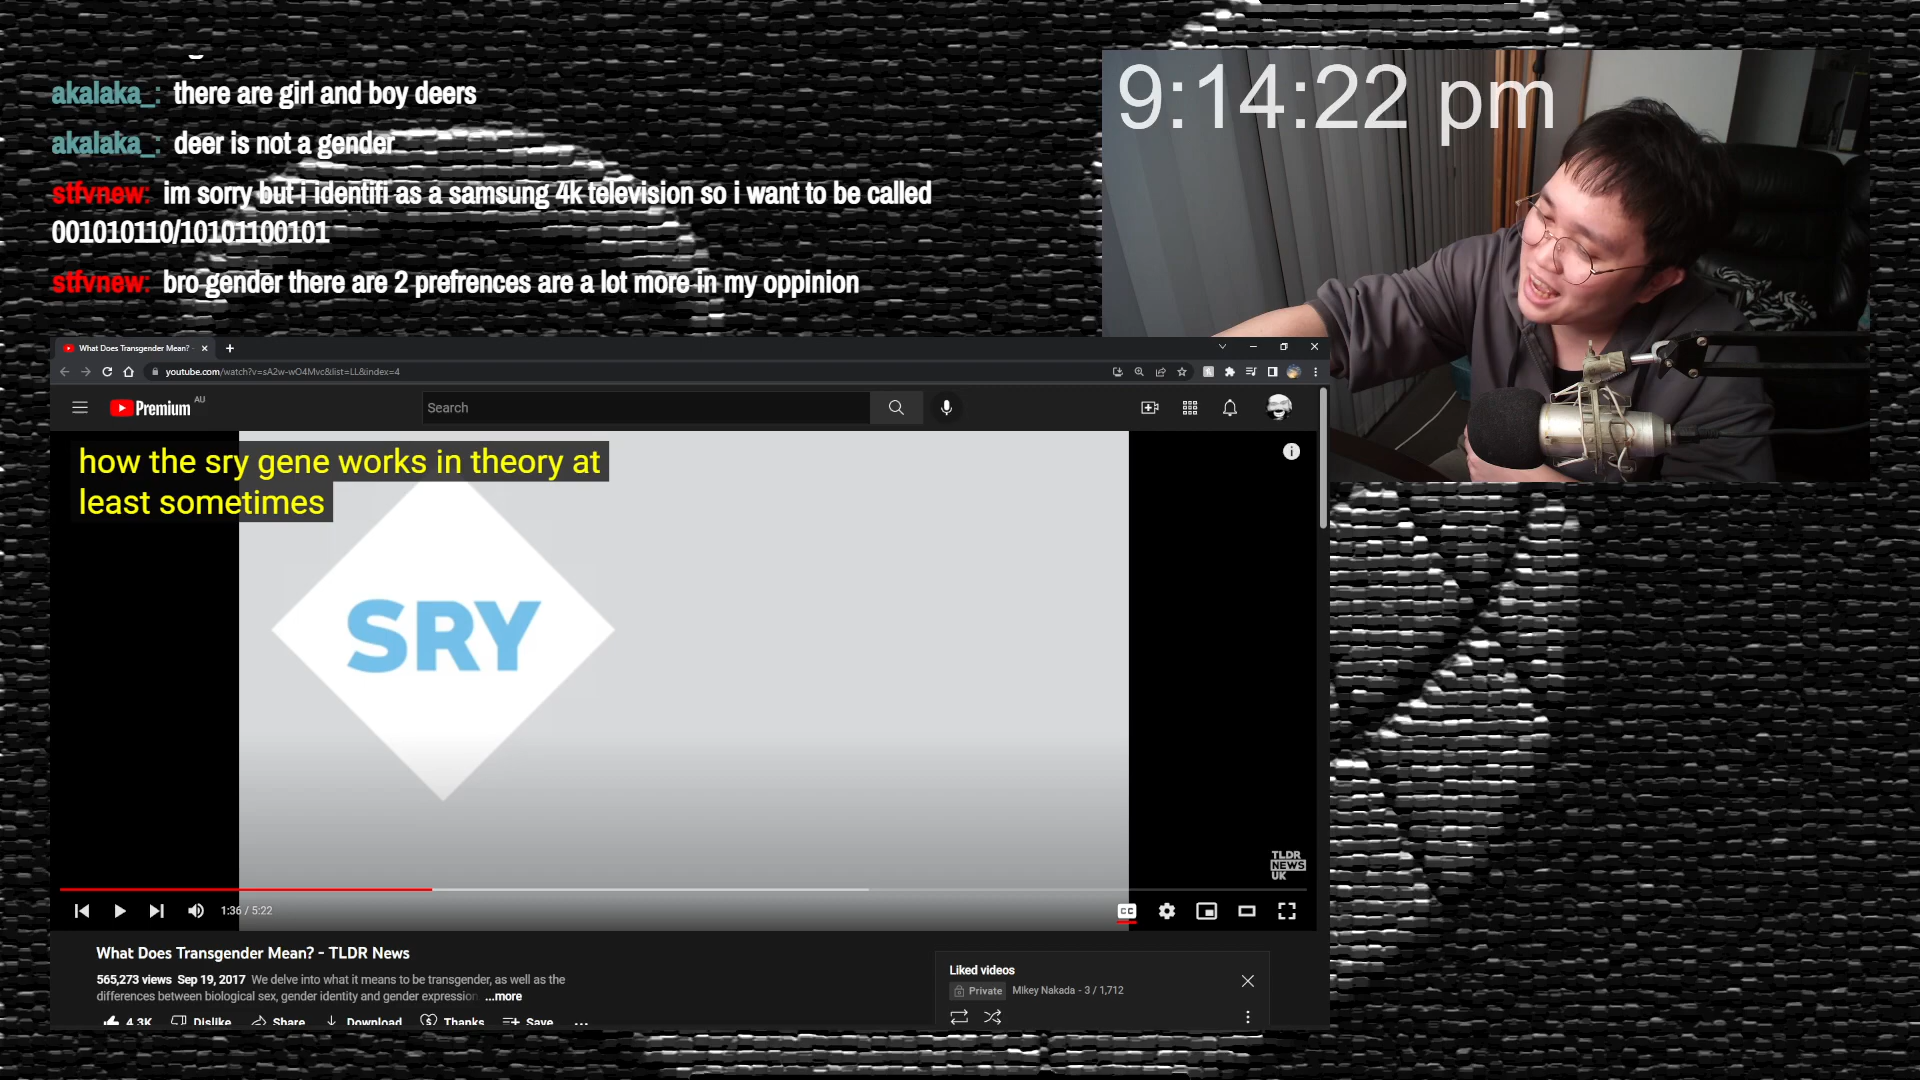 akalaka_: there are girl and boy deers
akalaka_: deer is not a gender
stfvnew: im sorry but i identifi as a samsung 4k television so i want to be called
001010110/10101100101
stfvnew: bro gender there are 2 prefrences are a lot more in my oppinion
9:14:22 pm
What Does Transgender Mean? -
youtube.com/watch?v=sA2w-wO4Mvc&list=LL&index=4
Premium AU
Search
how the sry gene works in theory at
least sometimes
SRY
TLDR
NEWS
UK
1:36 / 5:22
CC
What Does Transgender Mean? - TLDR News
565,273 views Sep 19, 2017 We delve into what it means to be transgender, as well as the
differences between biological sex, gender identity and gender expression. ...more
4.3K Dislike Share Download Thanks Save ...
Liked videos
Private Mikey Nakada - 3 / 1,712